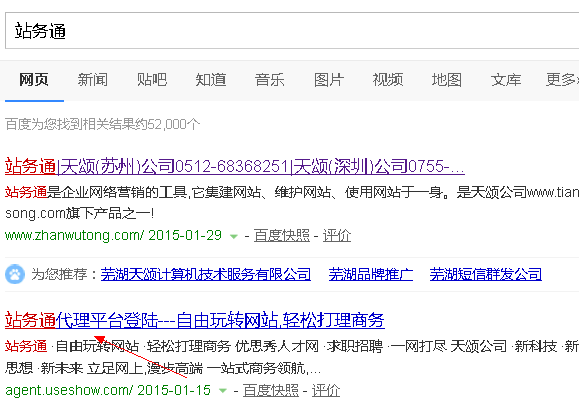 站务通
网页 新闻 贴吧 知道 音乐 图片 视频 地图 文库 更多»
百度为您找到相关结果约52,000个
站务通|天颂(苏州)公司0512-68368251|天颂(深圳)公司0755-...
站务通是企业网络营销的工具,它集建网站、维护网站、使用网站于一身。是天颂公司www.tian
song.com旗下产品之一!
www.zhanwutong.com/ 2015-01-29 - 百度快照 - 评价
为您推荐：芜湖天颂计算机技术服务有限公司 芜湖品牌推广 芜湖短信群发公司
站务通代理平台登陆---自由玩转网站,轻松打理商务
站务通 ·自由玩转网站 ·轻松打理商务 优思秀人才网 ·求职招聘 ·一网打尽 天颂公司 ·新科技 ·新
思想 ·新未来 立足网上,漫步高端 一站式商务领航,...
agent.useshow.com/ 2015-01-15 - 百度快照 - 评价